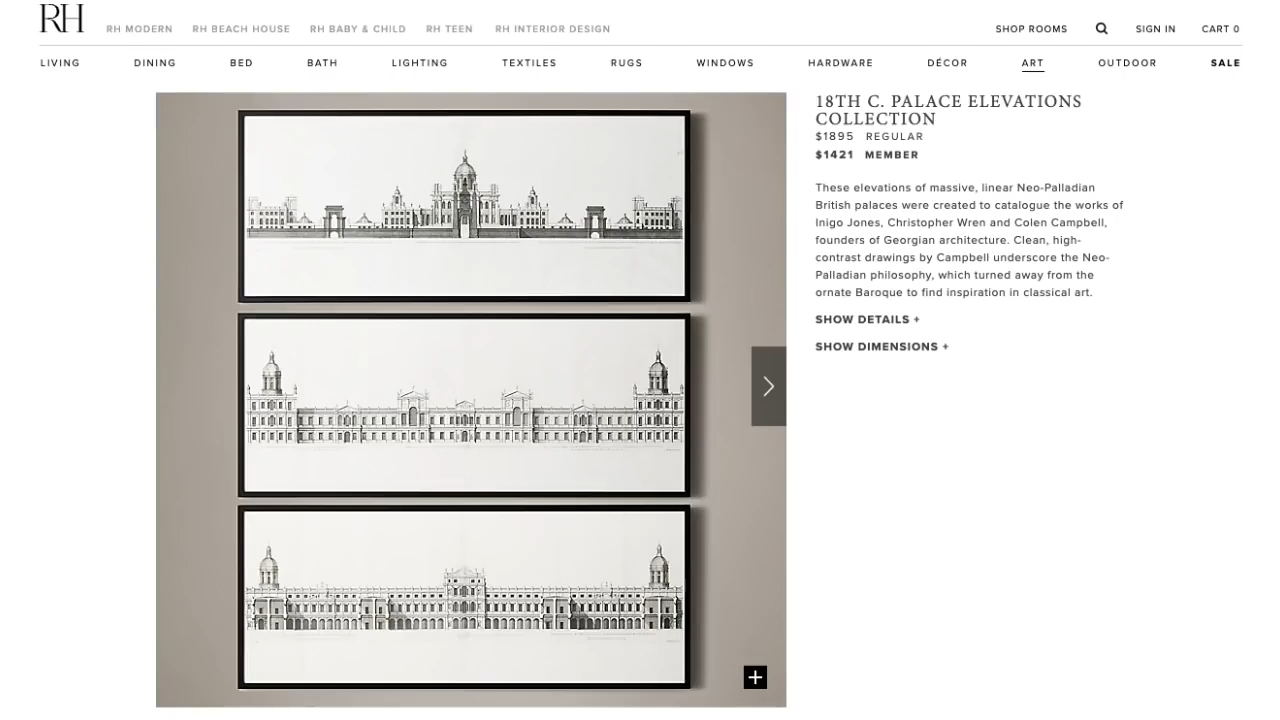 RH
RH MODERN RH BEACH HOUSE RH BABY & CHILD RH TEEN RH INTERIOR DESIGN SHOP ROOMS SIGN IN CART 0
LIVING DINING BED BATH LIGHTING TEXTILES RUGS WINDOWS HARDWARE DÉCOR ART OUTDOOR SALE
18TH C. PALACE ELEVATIONS
COLLECTION
$1895 REGULAR
$1421 MEMBER
These elevations of massive, linear Neo-Palladian
British palaces were created to catalogue the works of
Inigo Jones, Christopher Wren and Colen Campbell,
founders of Georgian architecture. Clean, high-
contrast drawings by Campbell underscore the Neo-
Palladian philosophy, which turned away from the
ornate Baroque to find inspiration in classical art.
SHOW DETAILS +
SHOW DIMENSIONS +